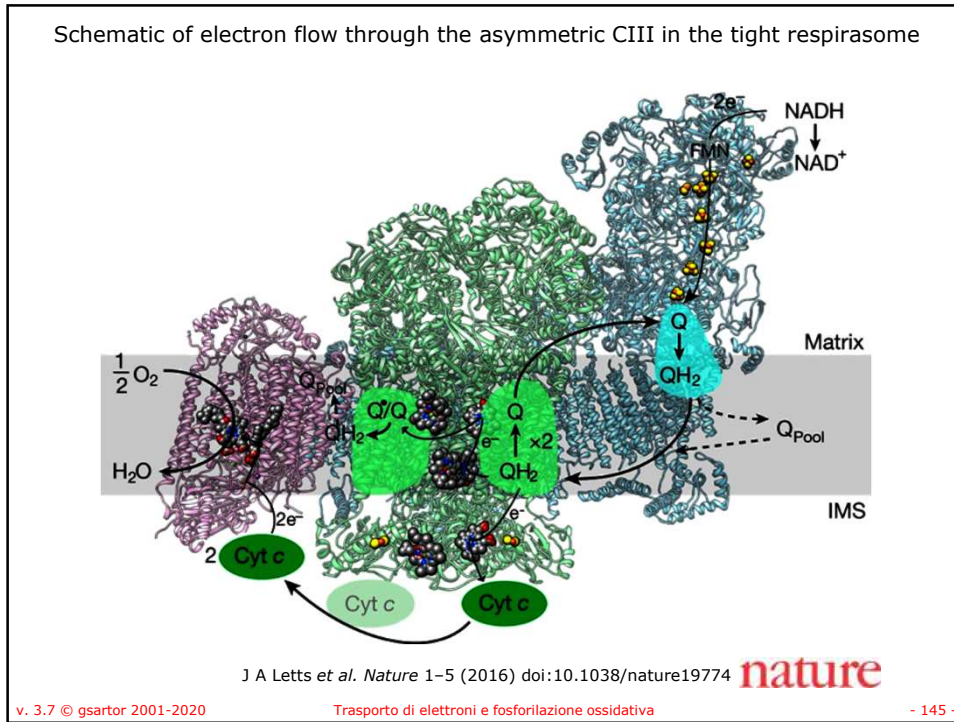 Schematic of electron flow through the asymmetric CIII in the tight respirasome
2e⁻
NADH
FMN
NAD⁺
Q
Matrix
QH₂
1/2 O₂
Q_Pool
Q•/Q
Q
QH₂
e⁻
×2
Q_Pool
H₂O
QH₂
IMS
2e⁻
e⁻
2 Cyt c
Cyt c
Cyt c
J A Letts et al. Nature 1–5 (2016) doi:10.1038/nature19774 nature
v. 3.7 © gsartor 2001-2020 Trasporto di elettroni e fosforilazione ossidativa - 145 -